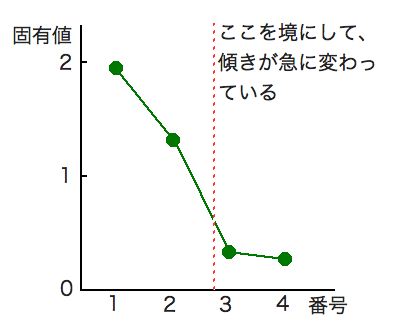 固有値
ここを境にして、
傾きが急に変わっ
ている
2
1
0
1 2 3 4 番号